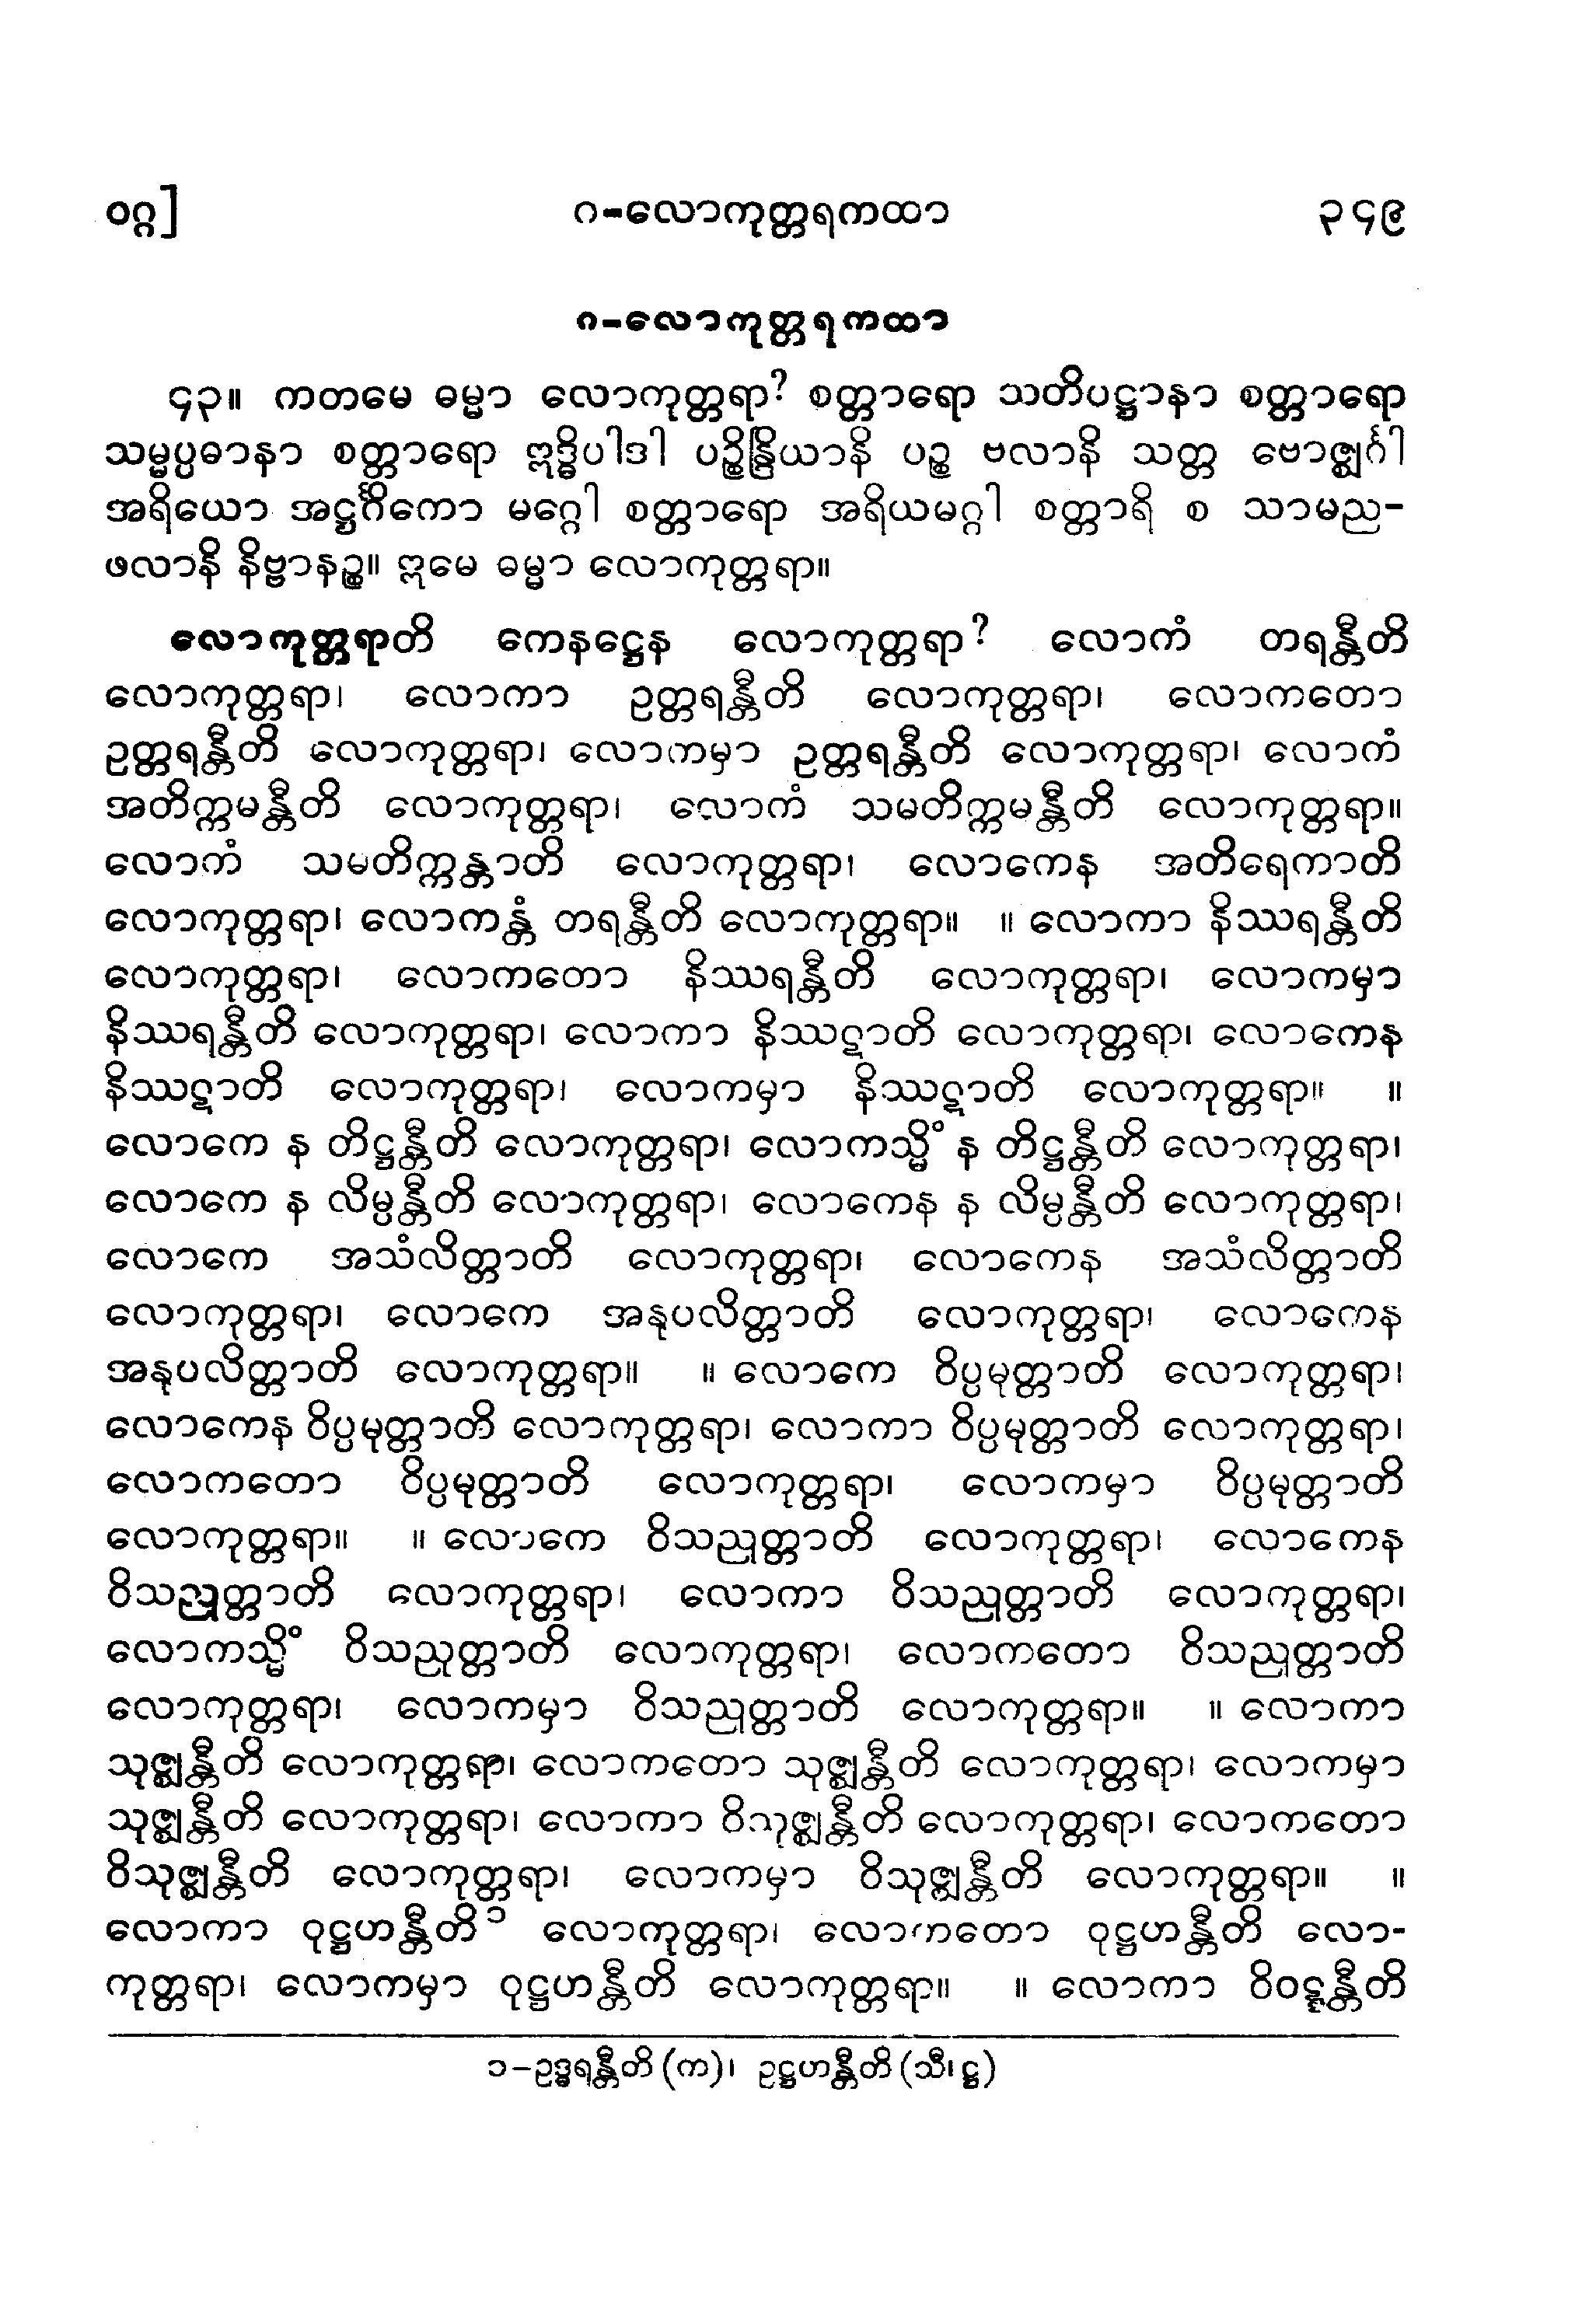 ဝဂ္ဂ]
ဂ-လောကုတ္တရကထာ
၃၄၉
ဂ-လောကုတ္တရကထာ
၄၃။ ကတမေ ဓမ္မာ လောကုတ္တရာ? စတ္တာရော သတိပဋ္ဌာနာ စတ္တာရော
သမ္မပ္ပဓာနာ စတ္တာရော ဣဒ္ဓိပါဒါ ပဉ္စိန္ဒြိယာနိ ပဉ္စ ဗလာနိ သတ္တ ဗောဇ္ဈင်္ဂါ
အရိယော အဋ္ဌင်္ဂိကော မဂ္ဂေါ စတ္တာရော အရိယမဂ္ဂါ စတ္တာရိ စ သာမည-
ဖလာနိ နိဗ္ဗာနဉ္စ။ ဣမေ ဓမ္မာ လောကုတ္တရာ။
လောကုတ္တရာတိ ကေနဋ္ဌေန လောကုတ္တရာ? လောကံ တရန္တီတိ
လောကုတ္တရာ၊ လောကာ ဥတ္တရန္တီတိ လောကုတ္တရာ၊ လောကတော
ဥတ္တရန္တီတိ လောကုတ္တရာ၊ လောကမှာ ဥတ္တရန္တီတိ လောကုတ္တရာ၊ လောကံ
အတိက္ကမန္တီတိ လောကုတ္တရာ၊ လောကံ သမတိက္ကမန္တီတိ လောကုတ္တရာ။
လောကံ သမတိက္ကန္တာတိ လောကုတ္တရာ၊ လောကေန အတိရေကာတိ
လောကုတ္တရာ၊ လောကန္တံ တရန္တီတိ လောကုတ္တရာ။ ။ လောကာ နိဿရန္တီတိ
လောကုတ္တရာ၊ လောကတော နိဿရန္တီတိ လောကုတ္တရာ၊ လောကမှာ
နိဿရန္တီတိ လောကုတ္တရာ၊ လောကာ နိဿဋာတိ လောကုတ္တရာ၊ လောကေန
နိဿဋာတိ လောကုတ္တရာ၊ လောကမှာ နိဿဋာတိ လောကုတ္တရာ။ ။
လောကေ န တိဋ္ဌန္တီတိ လောကုတ္တရာ၊ လောကသ္မိံ န တိဋ္ဌန္တီတိ လောကုတ္တရာ၊
လောကေ န လိမ္ပန္တီတိ လောကုတ္တရာ၊ လောကေန န လိမ္ပန္တီတိ လောကုတ္တရာ၊
လောကေ အသံလိတ္တာတိ လောကုတ္တရာ၊ လောကေန အသံလိတ္တာတိ
လောကုတ္တရာ၊ လောကေ အနုပလိတ္တာတိ လောကုတ္တရာ၊ လောကေန
အနုပလိတ္တာတိ လောကုတ္တရာ။ ။ လောကေ ဝိပ္ပမုတ္တာတိ လောကုတ္တရာ၊
လောကေန ဝိပ္ပမုတ္တာတိ လောကုတ္တရာ၊ လောကာ ဝိပ္ပမုတ္တာတိ လောကုတ္တရာ၊
လောကတော ဝိပ္ပမုတ္တာတိ လောကုတ္တရာ၊ လောကမှာ ဝိပ္ပမုတ္တာတိ
လောကုတ္တရာ။ ။ လောကေ ဝိသညုတ္တာတိ လောကုတ္တရာ၊ လောကေန
ဝိသညုတ္တာတိ လောကုတ္တရာ၊ လောကာ ဝိသညုတ္တာတိ လောကုတ္တရာ၊
လောကသ္မိံ ဝိသညုတ္တာတိ လောကုတ္တရာ၊ လောကတော ဝိသညုတ္တာတိ
လောကုတ္တရာ၊ လောကမှာ ဝိသညုတ္တာတိ လောကုတ္တရာ။ ။ လောကာ
သုဇ္ဈန္တီတိ လောကုတ္တရာ၊ လောကတော သုဇ္ဈန္တီတိ လောကုတ္တရာ၊ လောကမှာ
သုဇ္ဈန္တီတိ လောကုတ္တရာ၊ လောကာ ဝိသုဇ္ဈန္တီတိ လောကုတ္တရာ၊ လောကတော
ဝိသုဇ္ဈန္တီတိ လောကုတ္တရာ၊ လောကမှာ ဝိသုဇ္ဈန္တီတိ လောကုတ္တရာ။ ။
လောကာ ဝုဋ္ဌဟန္တီတိ ၁ လောကုတ္တရာ၊ လောကတော ဝုဋ္ဌဟန္တီတိ လော-
ကုတ္တရာ၊ လောကမှာ ဝုဋ္ဌဟန္တီတိ လောကုတ္တရာ။ ။ လောကာ ဝိဝဋ္ဋန္တီတိ
၁-ဥဒ္ဓရန္တီတိ (က)၊ ဥဋ္ဌဟန္တီတိ (သီ၊ဋ္ဌ)